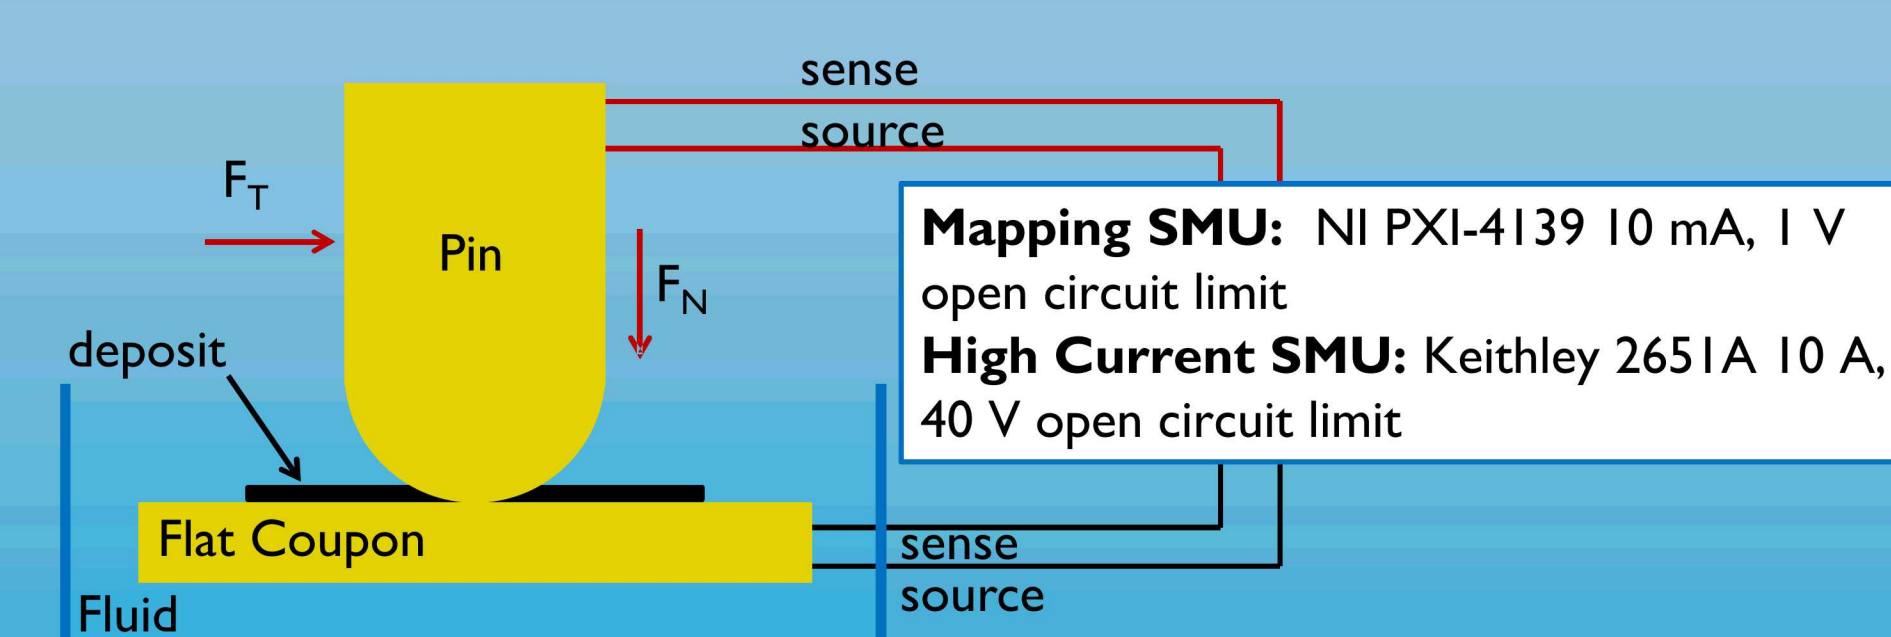 sense
source
F_T
Pin
F_N
Mapping SMU: NI PXI-4139 10 mA, 1 V
open circuit limit
High Current SMU: Keithley 2651A 10 A,
40 V open circuit limit
deposit
Flat Coupon
sense
source
Fluid